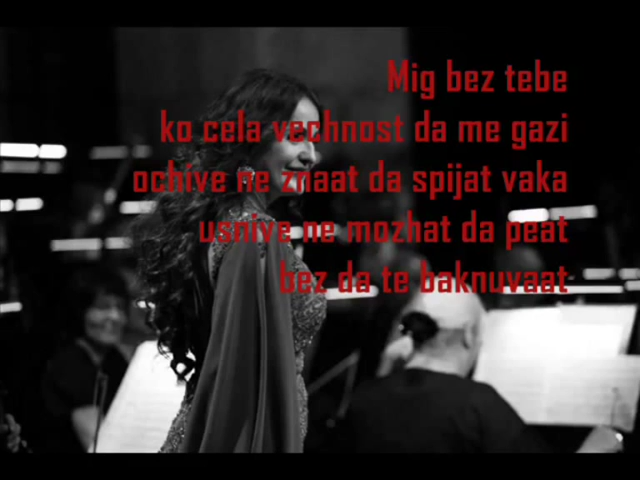 Mig bez tebe
ko cela vechnost da me gazi
ochive ne znaat da spijat vaka
usnive ne mozhat da peat
bez da te baknuvaat